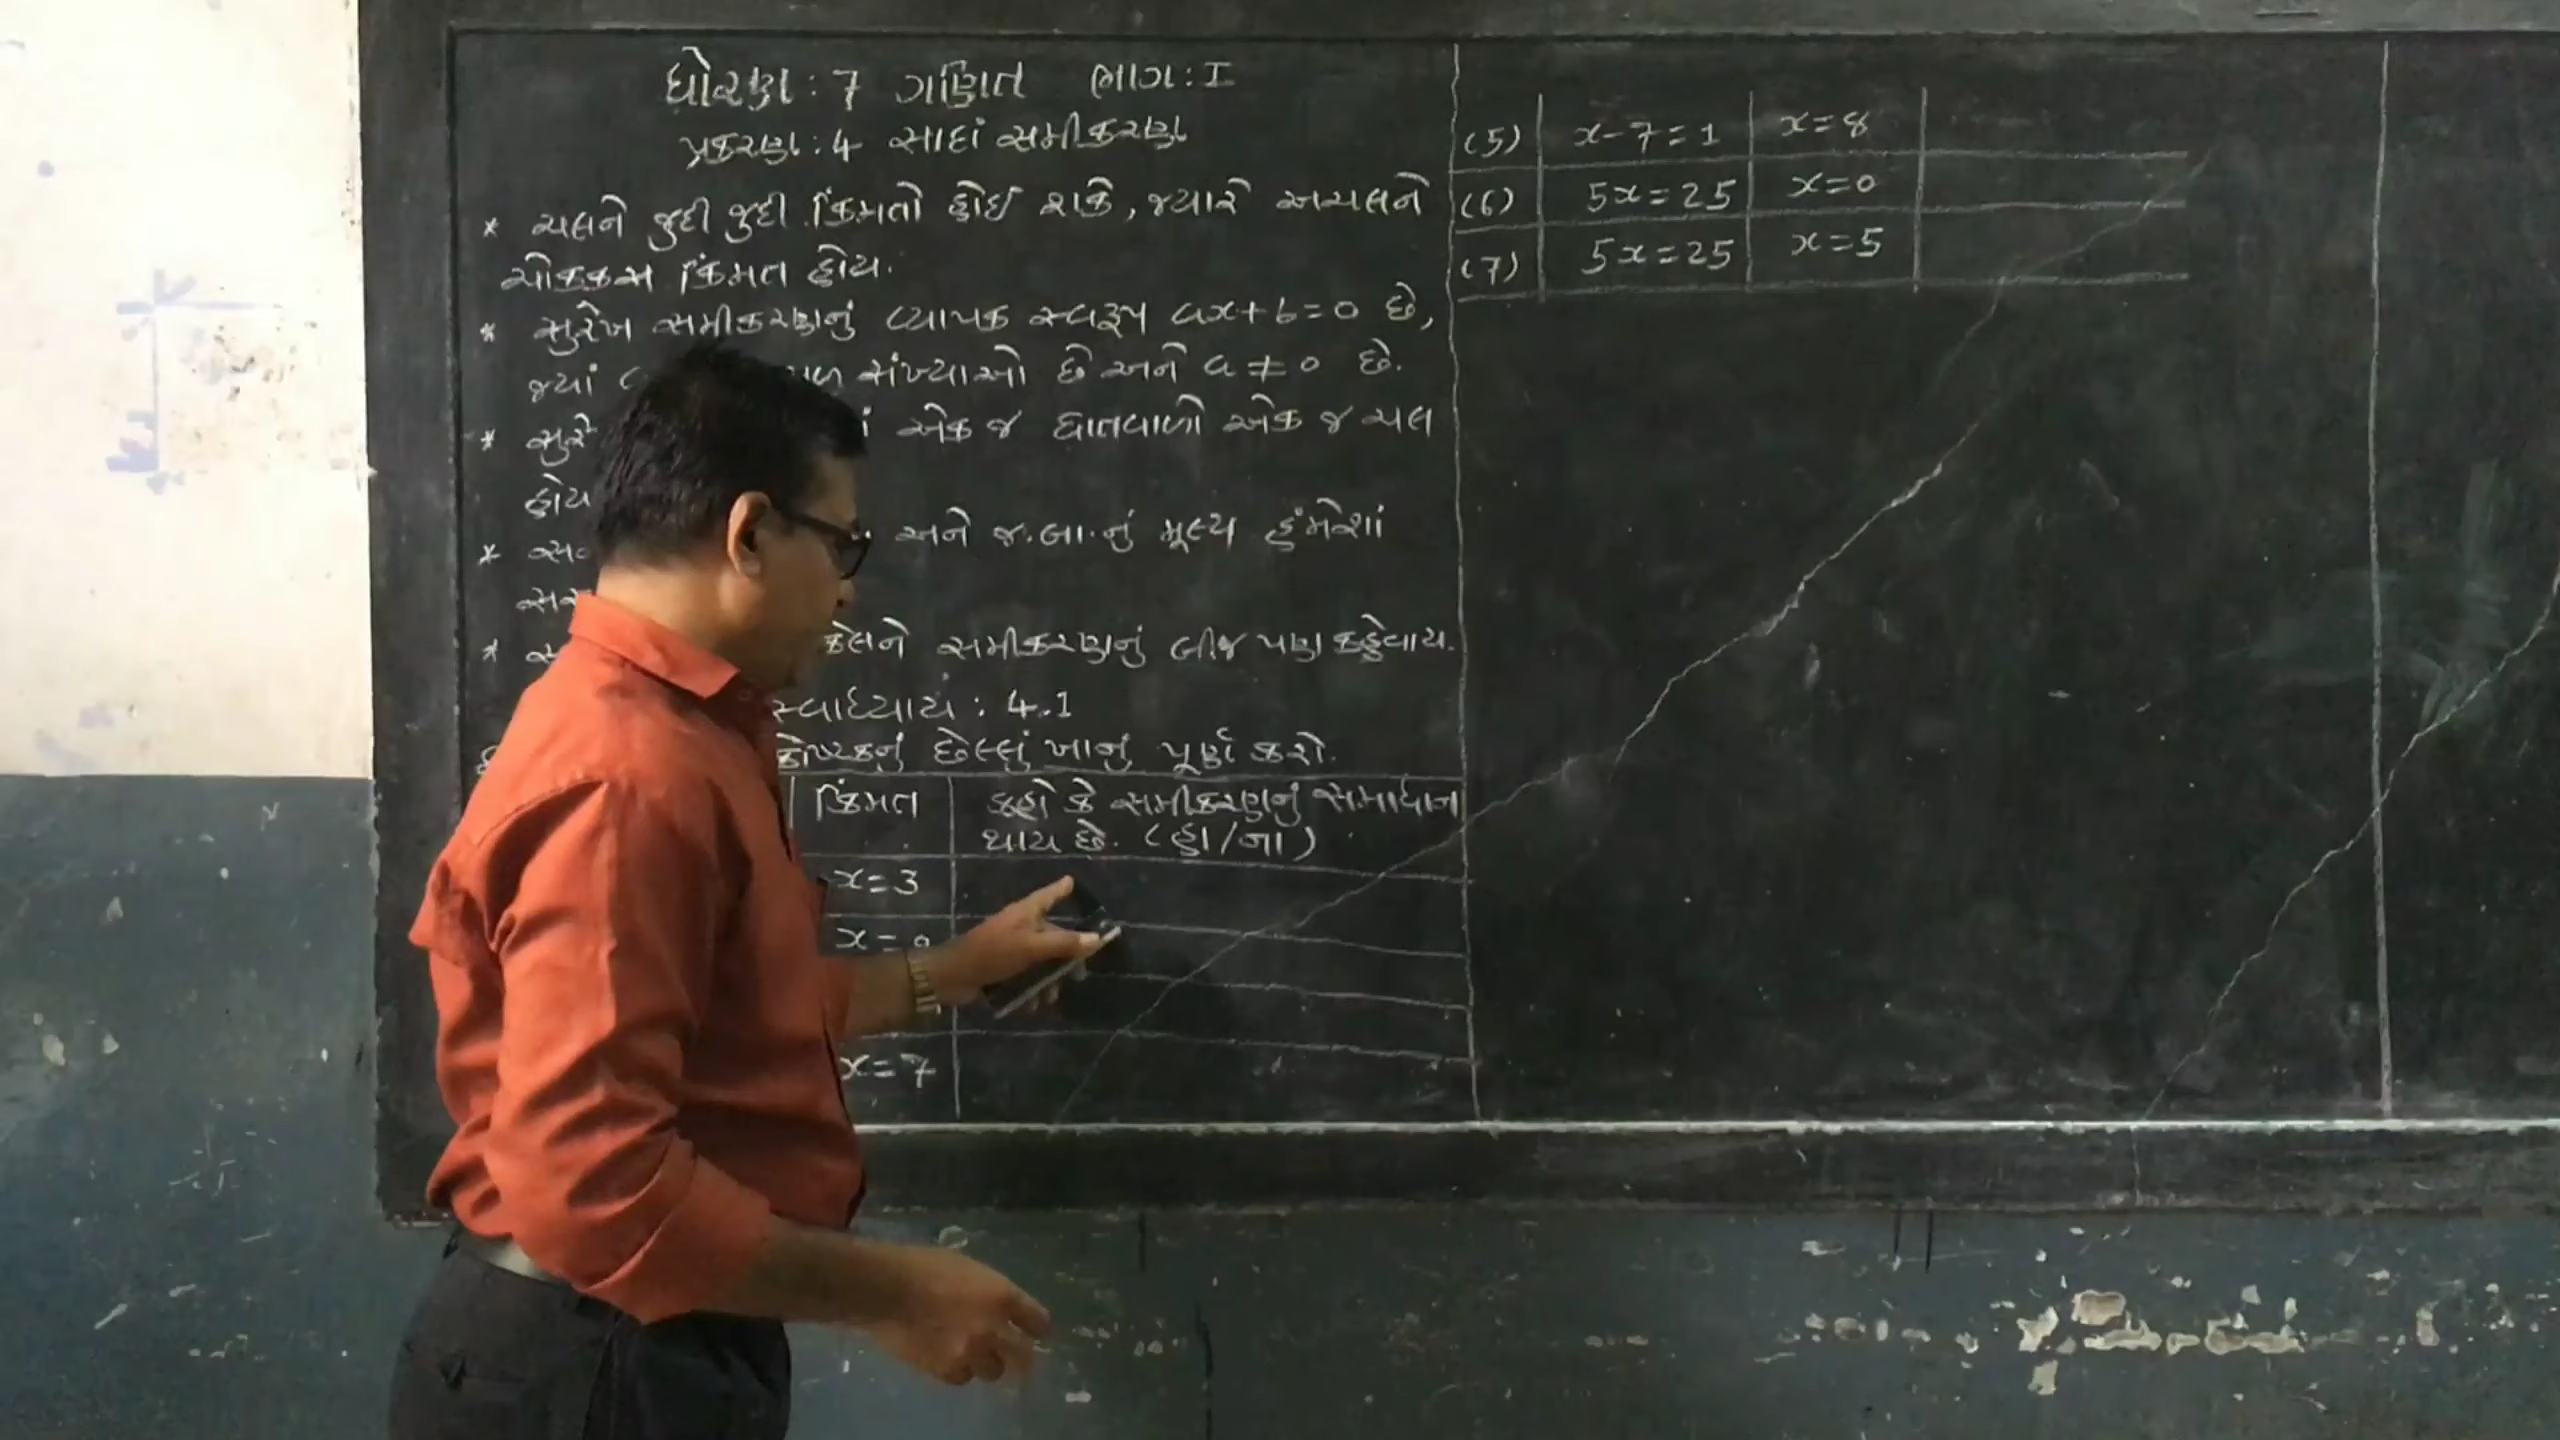 ધોરણ : 7 ગણિત ભાગ : I
પ્રકરણ : 4 સાદાં સમીકરણ
* ચલને જુદી જુદી કિંમતો હોઈ શકે, જ્યારે અચલને
ચોક્કસ કિંમત હોય.
* સુરેખ સમીકરણનું વ્યાપક સ્વરૂપ ax + b = 0 છે,
જ્યાં સંખ્યાઓ છે અને a ≠ 0 છે.
* એક જ ઘાતવાળો એક જ ચલ
હોય
* અને જ.બા.નું મૂલ્ય હંમેશાં
* સમીકરણનું બીજ પણ કહેવાય.
સ્વાધ્યાય : 4.1
કોષ્ટકનું છેલ્લું ખાનું પૂર્ણ કરો.
કિંમત કહો કે સમીકરણનું સમાધાન
થાય છે. (હા/ના)
x = 3
x = 0
x = 7
(5) x - 7 = 1 x = 8
(6) 5x = 25 x = 0
(7) 5x = 25 x = 5